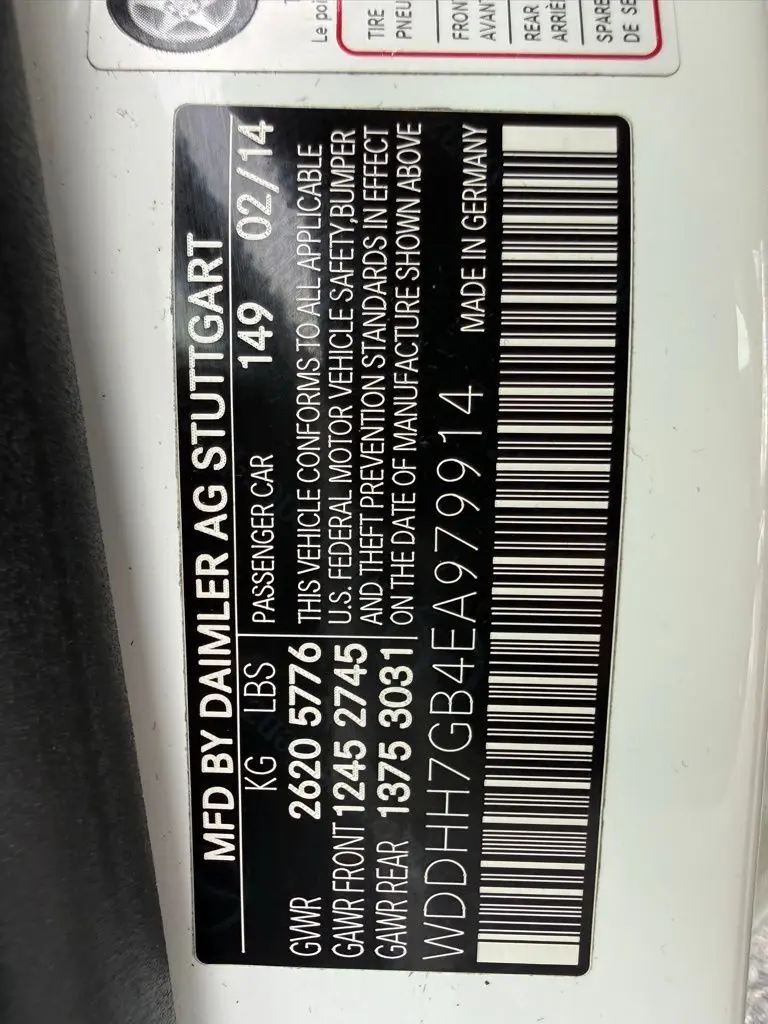 Le poi
TIRE
PNEU
FRON
AVAN
REAR
ARRIÈ
SPARE
DE SE
MFD BY DAIMLER AG STUTTGART
KG LBS PASSENGER CAR 149 02/14
GVWR 2620 5776
GAWR FRONT 1245 2745
GAWR REAR 1375 3031
THIS VEHICLE CONFORMS TO ALL APPLICABLE
U.S. FEDERAL MOTOR VEHICLE SAFETY,BUMPER
AND THEFT PREVENTION STANDARDS IN EFFECT
ON THE DATE OF MANUFACTURE SHOWN ABOVE
WDDHH7GB4EA979914 MADE IN GERMANY